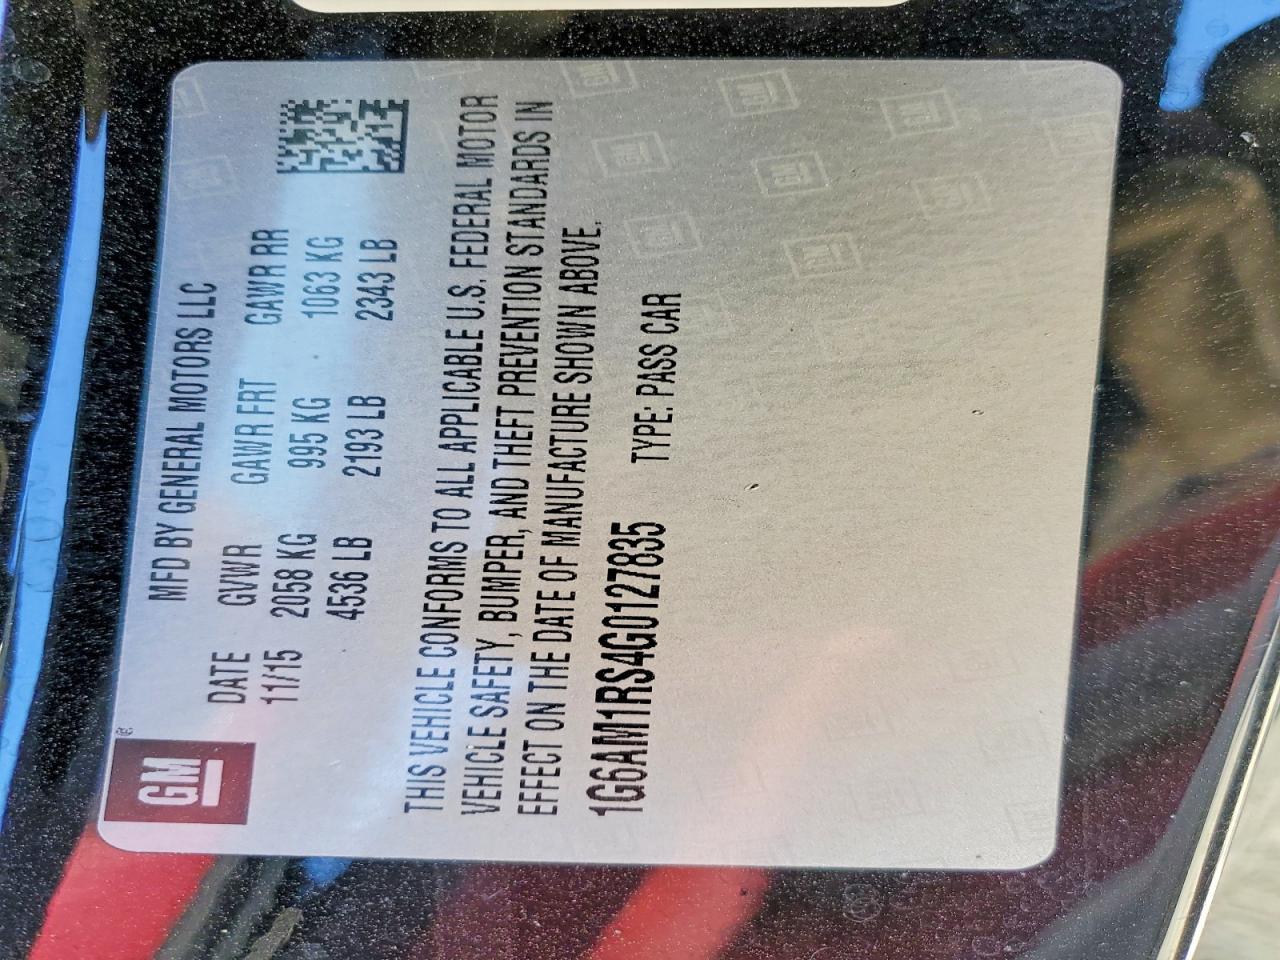 GM
®
MFD BY GENERAL MOTORS LLC
DATE GVWR GAWR FRT GAWR RR
11/15 2058 KG 995 KG 1063 KG
4536 LB 2193 LB 2343 LB
THIS VEHICLE CONFORMS TO ALL APPLICABLE U.S. FEDERAL MOTOR
VEHICLE SAFETY, BUMPER, AND THEFT PREVENTION STANDARDS IN
EFFECT ON THE DATE OF MANUFACTURE SHOWN ABOVE.
1G6AM1RS4G0127835 TYPE: PASS CAR